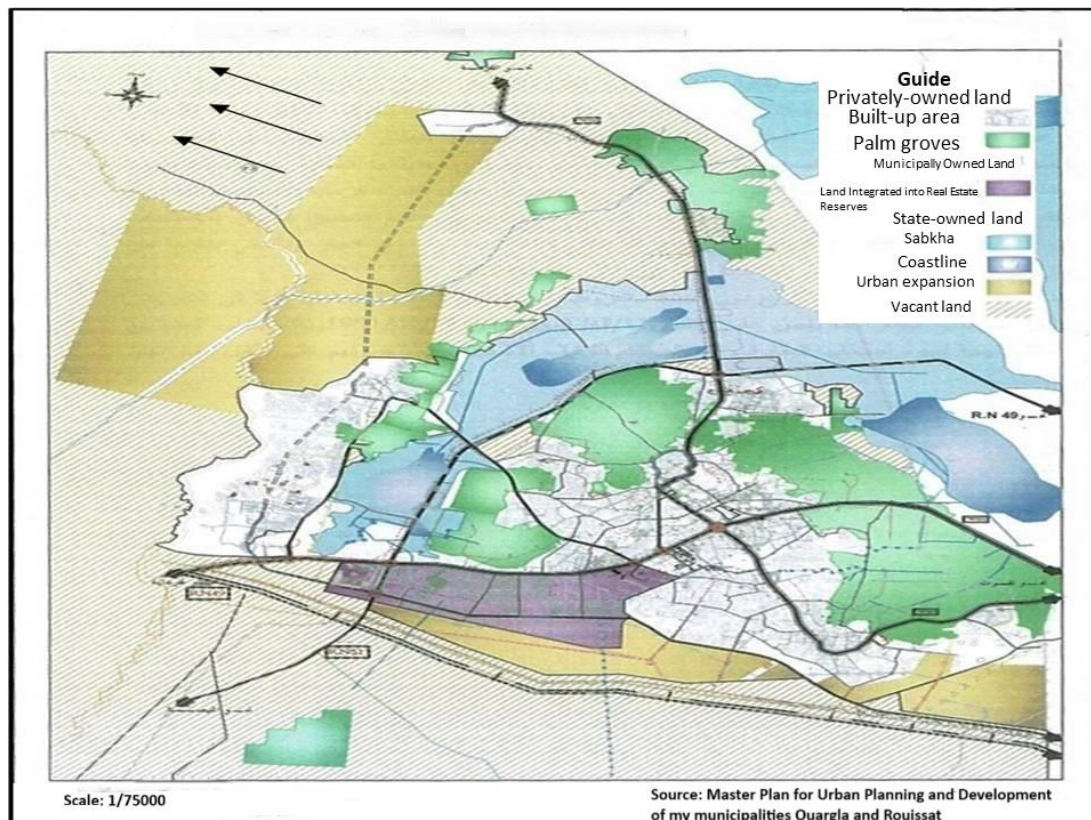 Guide
Privately-owned land
Built-up area
Palm groves
Municipally Owned Land
Land Integrated into Real Estate
Reserves
State-owned land
Sabkha
Coastline
Urban expansion
Vacant land
R.N 49
Scale: 1/75000
Source: Master Plan for Urban Planning and Development
of my municipalities Ouargla and Rouissat